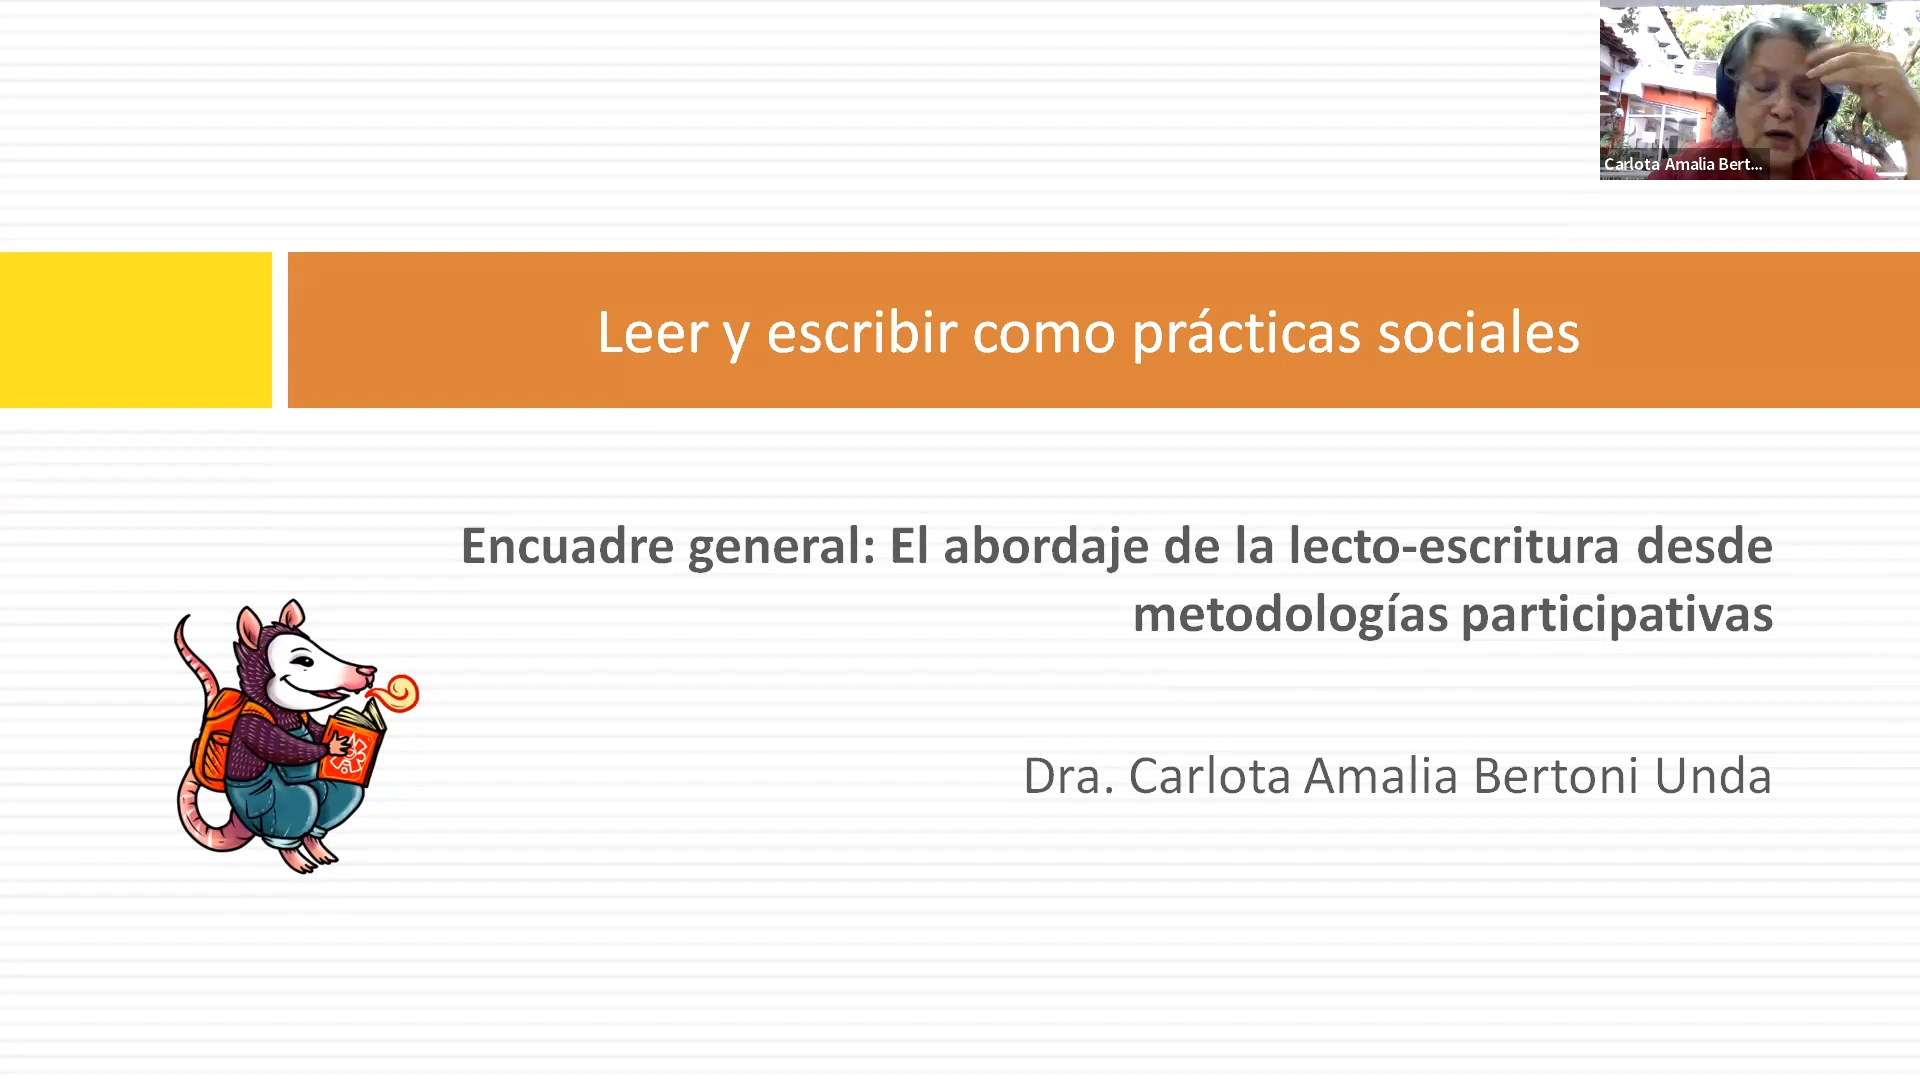 Carlota Amalia Bert...
Leer y escribir como prácticas sociales
Encuadre general: El abordaje de la lecto-escritura desde
metodologías participativas
Dra. Carlota Amalia Bertoni Unda